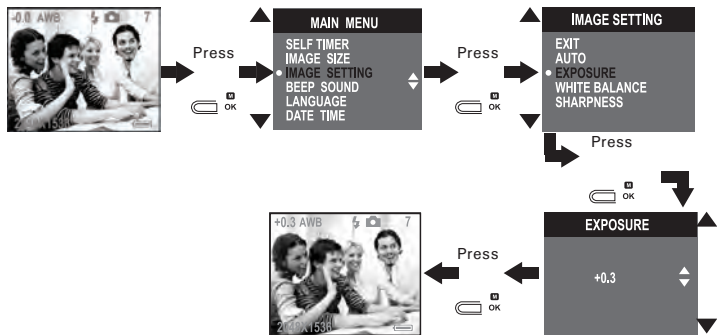 -0.0 AWB 7
2048X1536
Press
M
OK
MAIN MENU
SELF TIMER
IMAGE SIZE
IMAGE SETTING
BEEP SOUND
LANGUAGE
DATE TIME
Press
M
OK
IMAGE SETTING
EXIT
AUTO
EXPOSURE
WHITE BALANCE
SHARPNESS
Press
M
OK
EXPOSURE
+0.3
Press
M
OK
+0.3 AWB 7
2048X1536